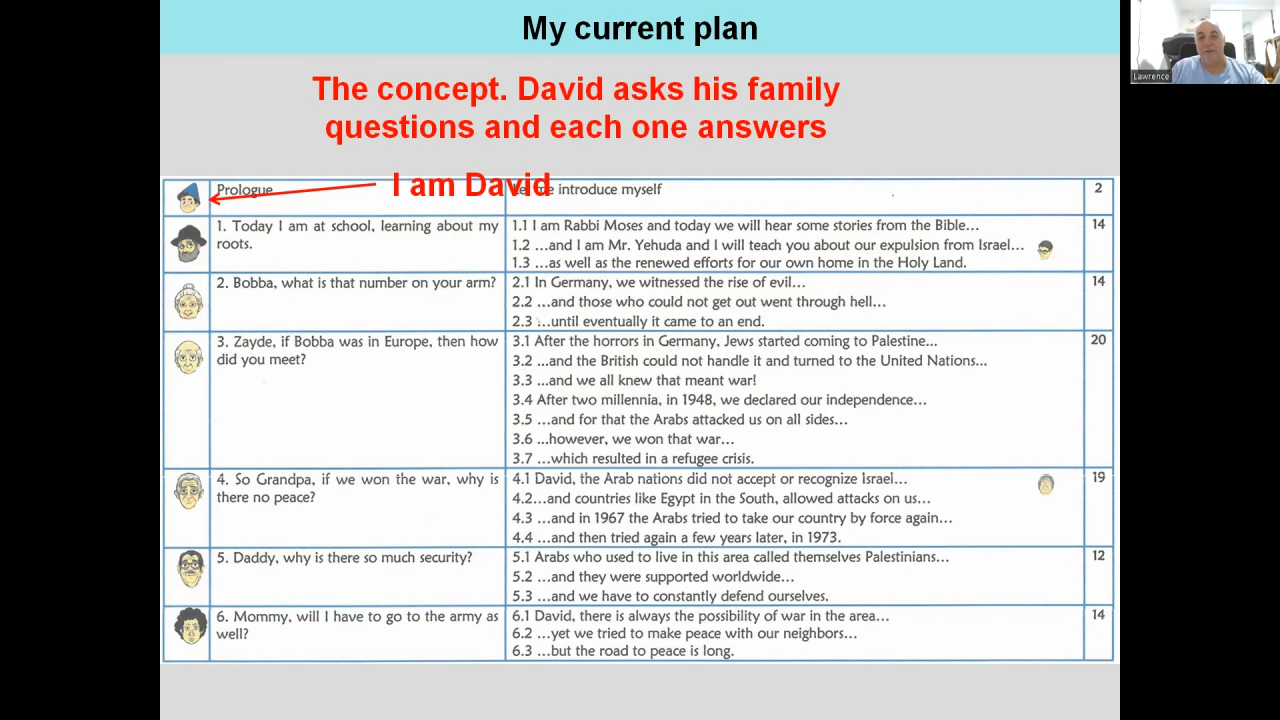 My current plan
Lawrence
The concept. David asks his family
questions and each one answers
I am David
Prologue
me introduce myself
2
1. Today I am at school, learning about my
roots.
1.1 I am Rabbi Moses and today we will hear some stories from the Bible...
1.2 ...and I am Mr. Yehuda and I will teach you about our expulsion from Israel...
1.3 ...as well as the renewed efforts for our own home in the Holy Land.
14
2. Bobba, what is that number on your arm?
2.1 In Germany, we witnessed the rise of evil...
2.2 ...and those who could not get out went through hell...
2.3 ...until eventually it came to an end.
14
3. Zayde, if Bobba was in Europe, then how
did you meet?
3.1 After the horrors in Germany, Jews started coming to Palestine...
3.2 ...and the British could not handle it and turned to the United Nations...
3.3 ...and we all knew that meant war!
3.4 After two millennia, in 1948, we declared our independence...
3.5 ...and for that the Arabs attacked us on all sides...
3.6 ...however, we won that war...
3.7 ...which resulted in a refugee crisis.
20
4. So Grandpa, if we won the war, why is
there no peace?
4.1 David, the Arab nations did not accept or recognize Israel...
4.2...and countries like Egypt in the South, allowed attacks on us...
4.3 ...and in 1967 the Arabs tried to take our country by force again...
4.4 ...and then tried again a few years later, in 1973.
19
5. Daddy, why is there so much security?
5.1 Arabs who used to live in this area called themselves Palestinians...
5.2 ...and they were supported worldwide...
5.3 ...and we have to constantly defend ourselves.
12
6. Mommy, will I have to go to the army as
well?
6.1 David, there is always the possibility of war in the area...
6.2 ...yet we tried to make peace with our neighbors...
6.3 ...but the road to peace is long.
14